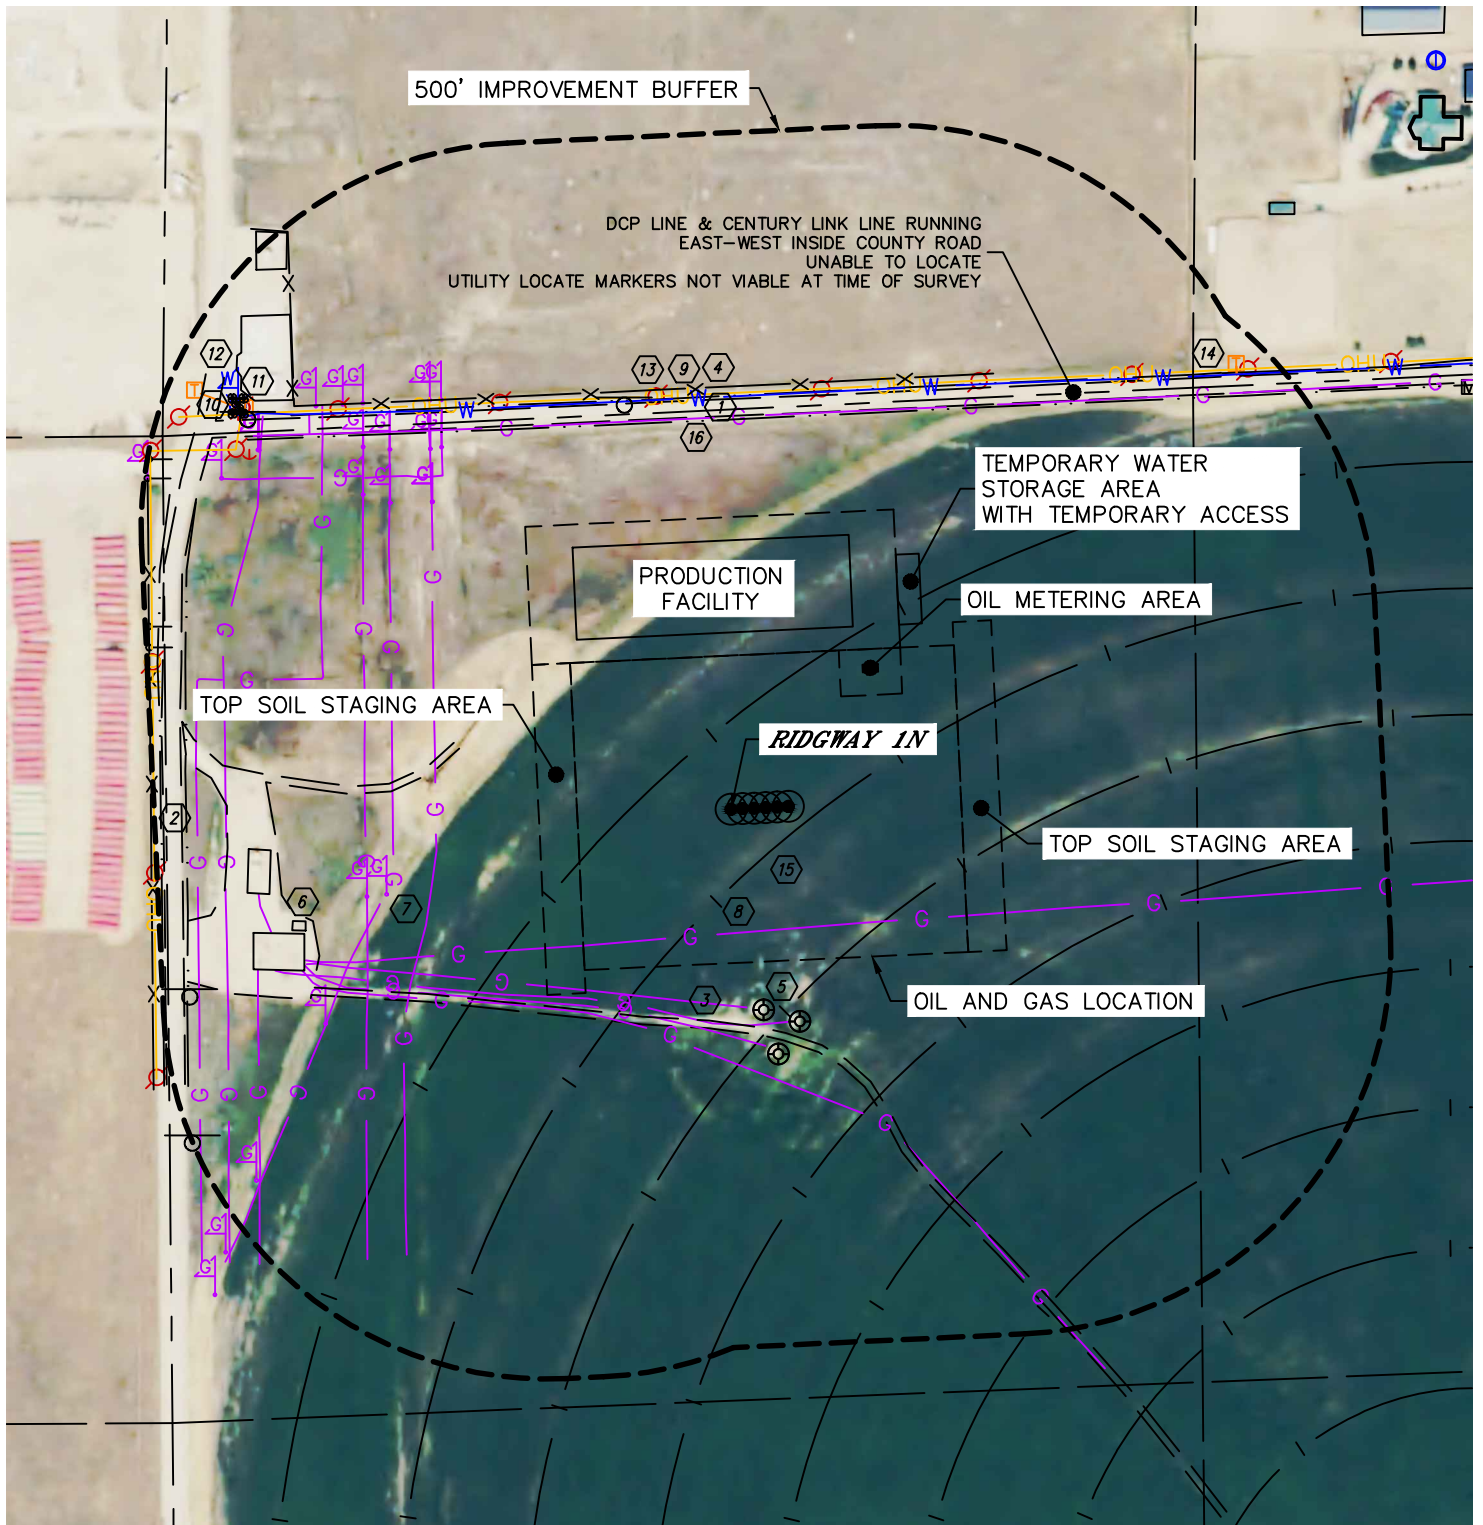 500' IMPROVEMENT BUFFER
DCP LINE & CENTURY LINK LINE RUNNING
EAST-WEST INSIDE COUNTY ROAD
UNABLE TO LOCATE
UTILITY LOCATE MARKERS NOT VIABLE AT TIME OF SURVEY
12
11
10
13
9
4
14
1
16
TEMPORARY WATER
STORAGE AREA
WITH TEMPORARY ACCESS
PRODUCTION
FACILITY
OIL METERING AREA
TOP SOIL STAGING AREA
RIDGWAY 1N
2
TOP SOIL STAGING AREA
15
6
7
8
3
5
OIL AND GAS LOCATION